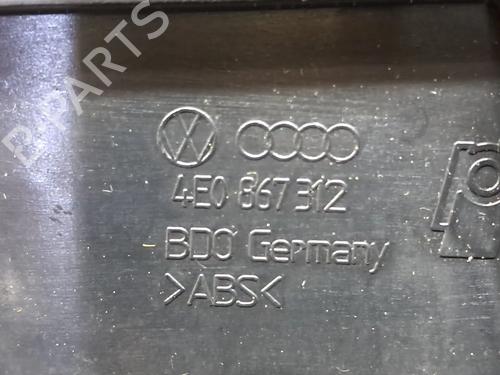 B-PARTS
4E0 867 312
BDO Germany
>ABS<